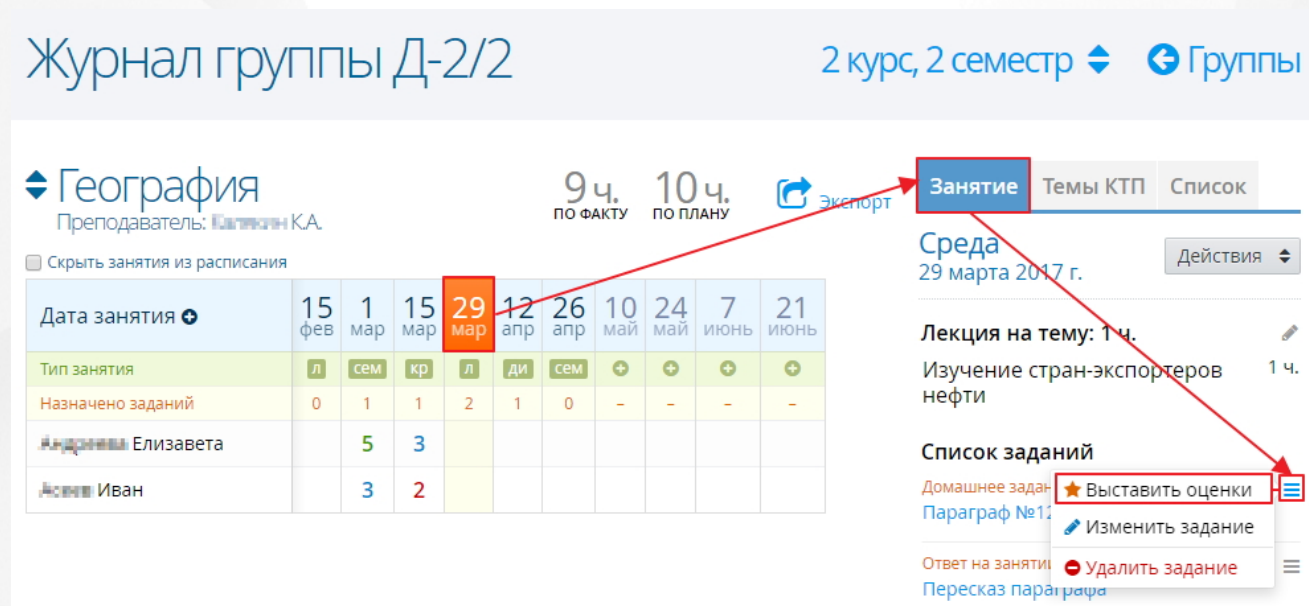 Журнал группы Д-2/2
2 курс, 2 семестр
Группы
География
Преподаватель: К.А.
9 ч. 10 ч.
ПО ФАКТУ ПО ПЛАНУ
Экспорт
Скрыть занятия из расписания
Дата занятия 15 1 15 29 12 26 10 24 7 21
фев мар мар мар апр апр май май июнь июнь
Тип занятия л сем кр л ди сем
Назначено заданий 0 1 1 2 1 0 – – – –
Елизавета 5 3
Иван 3 2
Занятие Темы КТП Список
Среда
29 марта 2017 г.
Действия
Лекция на тему: 1 ч.
Изучение стран-экспортеров 1 ч.
нефти
Список заданий
Домашнее задан
Параграф №12
Выставить оценки
Изменить задание
Удалить задание
Ответ на заняти
Пересказ параграфа